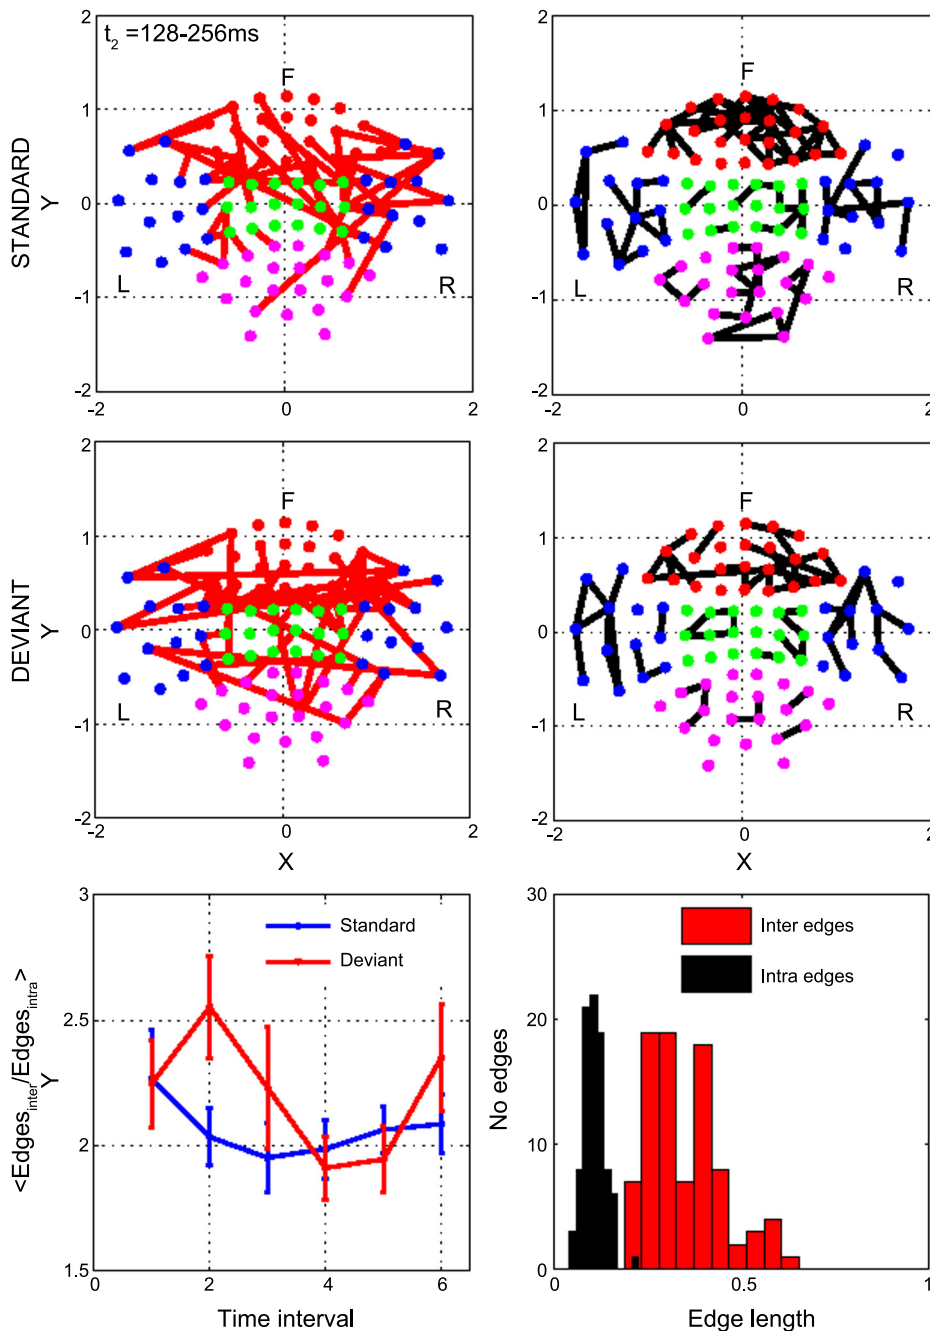 t2 =128-256ms
STANDARD
Y
2
1
0
-1
-2
F
L
R
-2
0
2
2
1
0
-1
-2
F
L
R
-2
0
2
DEVIANT
Y
2
1
0
-1
-2
F
L
R
-2
0
2
X
2
1
0
-1
-2
F
L
R
-2
0
2
X
<Edgesinter/Edgesintra>
Y
3
2.5
2
1.5
Standard
Deviant
0
2
4
6
Time interval
No edges
30
20
10
0
Inter edges
Intra edges
0
0.5
1
Edge length